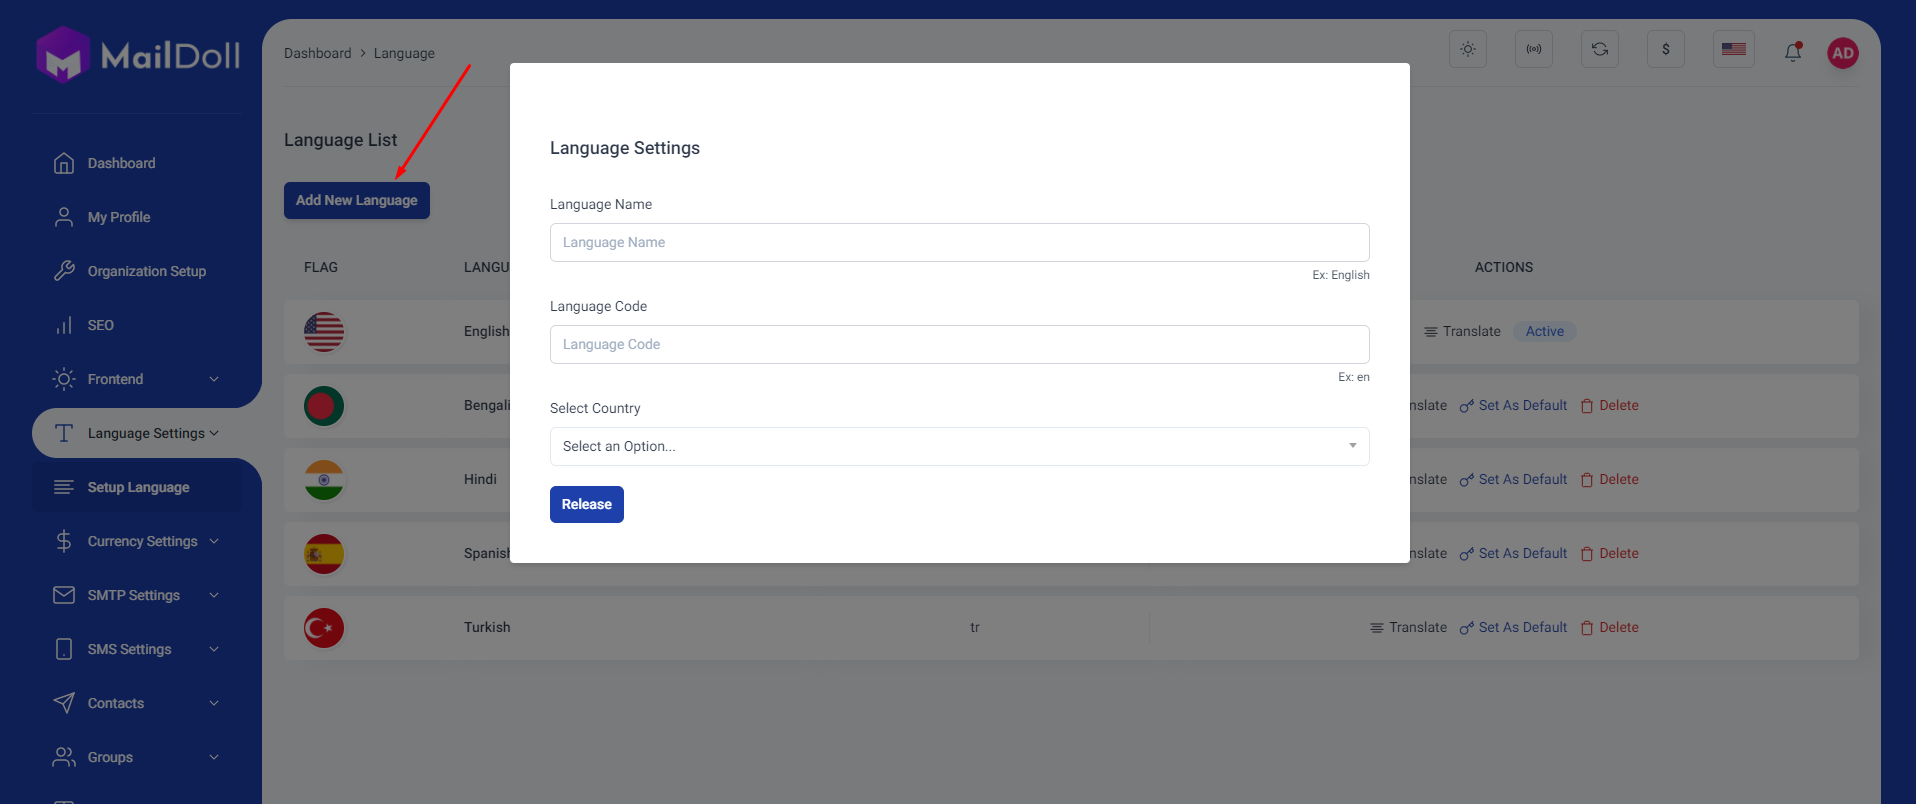 MailDoll
Dashboard > Language
$
AD
Language List
Add New Language
FLAG
LANGU
ACTIONS
English
Translate Active
Bengali
nslate Set As Default Delete
Hindi
nslate Set As Default Delete
Spanish
nslate Set As Default Delete
Turkish tr Translate Set As Default Delete
Dashboard
My Profile
Organization Setup
SEO
Frontend
Language Settings
Setup Language
Currency Settings
SMTP Settings
SMS Settings
Contacts
Groups
Language Settings
Language Name
Language Name
Ex: English
Language Code
Language Code
Ex: en
Select Country
Select an Option...
Release